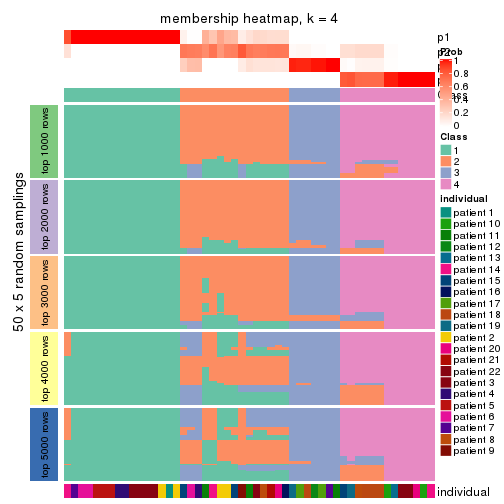 membership heatmap, k = 4
p1
p2
Prob
1
0.8
0.6
0.4
0.2
0
Class
1
2
3
4
individual
patient 1
patient 10
patient 11
patient 12
patient 13
patient 14
patient 15
patient 16
patient 17
patient 18
patient 19
patient 2
patient 20
patient 21
patient 22
patient 3
patient 4
patient 5
patient 6
patient 7
patient 8
patient 9
50 x 5 random samplings
top 1000 rows
top 2000 rows
top 3000 rows
top 4000 rows
top 5000 rows
individual